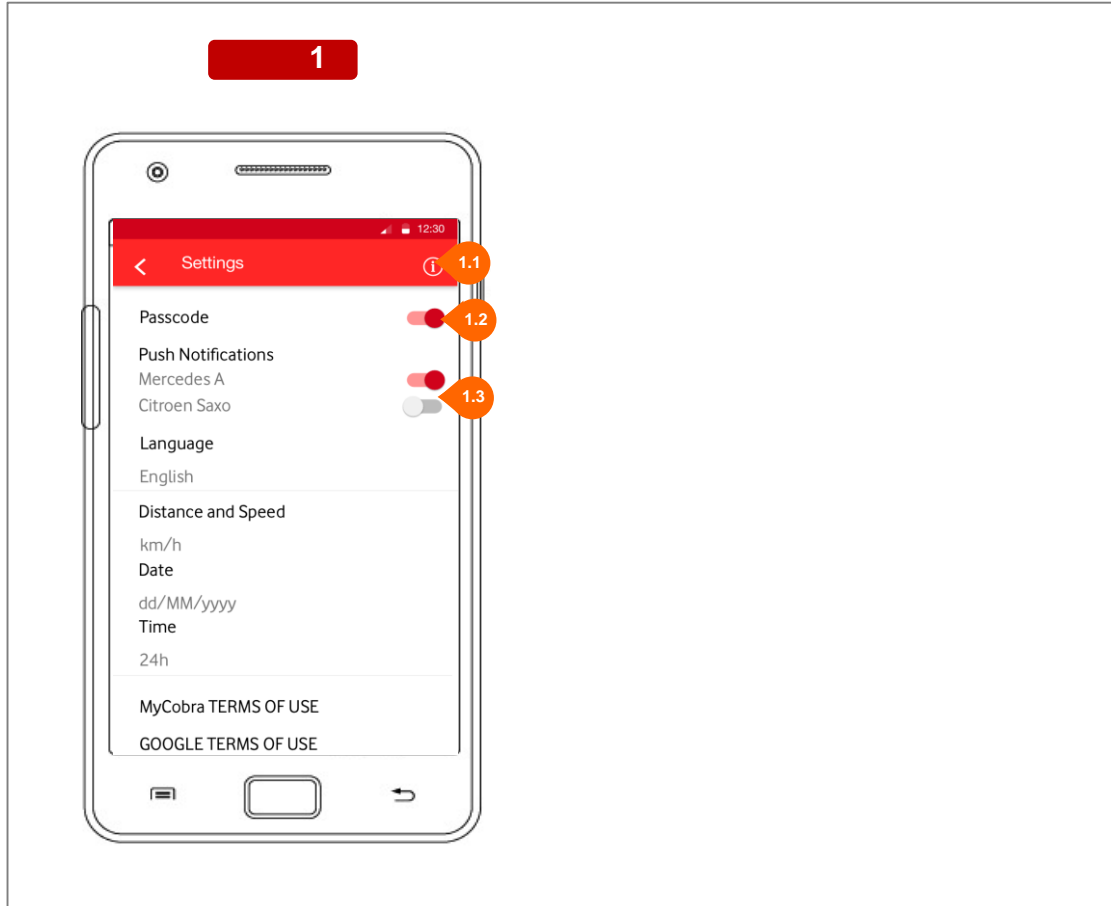 1
12:30
Settings
1.1
Passcode
1.2
Push Notifications
Mercedes A
1.3
Citroen Saxo
Language
English
Distance and Speed
km/h
Date
dd/MM/yyyy
Time
24h
MyCobra TERMS OF USE
GOOGLE TERMS OF USE